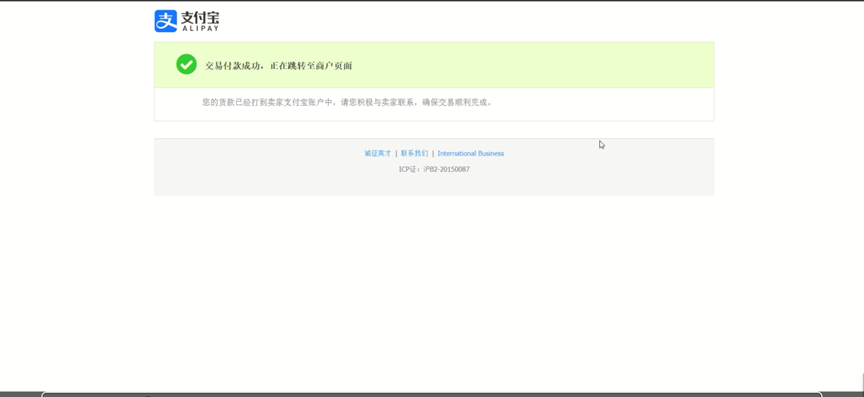 支付宝
ALIPAY
交易付款成功，正在跳转至商户页面
您的货款已经打到卖家支付宝账户中，请您积极与卖家联系，确保交易顺利完成。
诚征英才 | 联系我们 | International Business
ICP证：沪B2-20150087